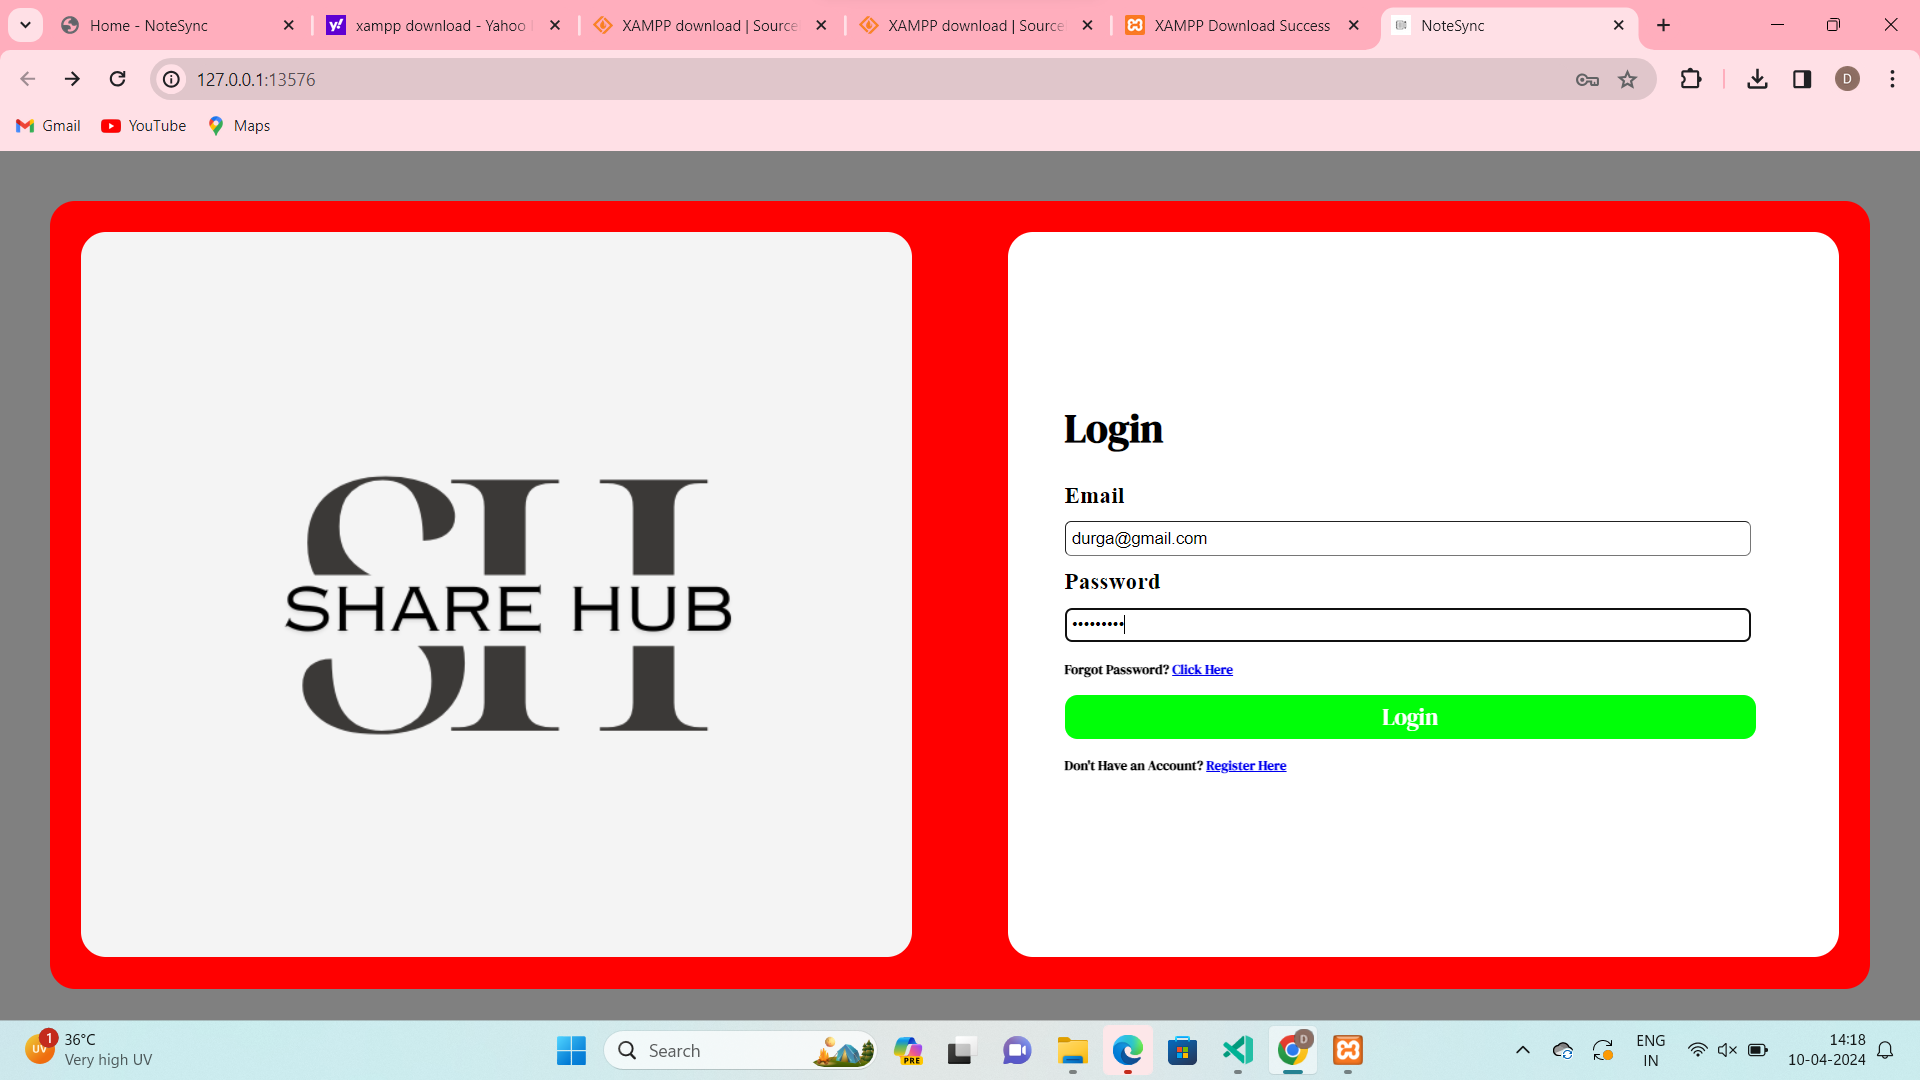 Home - NoteSync
xampp download - Yahoo
XAMPP download | Source
XAMPP download | Source
XAMPP Download Success
NoteSync
127.0.0.1:13576
D
Gmail
YouTube
Maps
SH
SHARE HUB
Login
Email
durga@gmail.com
Password
•••••••••
Forgot Password? Click Here
Login
Don't Have an Account? Register Here
UV
1
36°C
Very high UV
Search
PRE
D
ENG
IN
14:18
10-04-2024